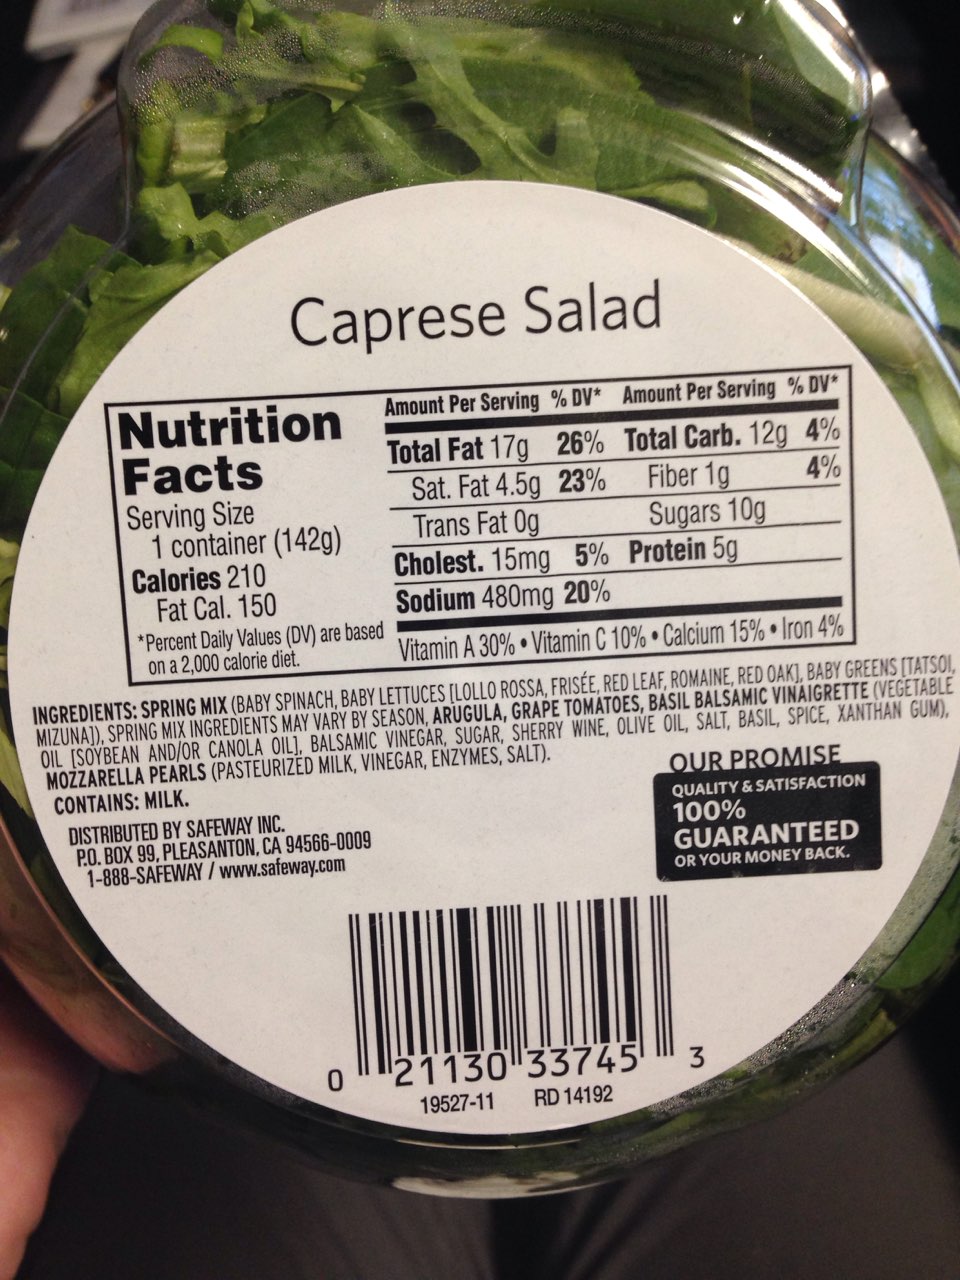 Caprese Salad
Nutrition
Facts
Serving Size
1 container (142g)
Calories 210
Fat Cal. 150
*Percent Daily Values (DV) are based
on a 2,000 calorie diet.
Amount Per Serving % DV* Amount Per Serving % DV*
Total Fat 17g 26% Total Carb. 12g 4%
Sat. Fat 4.5g 23% Fiber 1g 4%
Trans Fat 0g Sugars 10g
Cholest. 15mg 5% Protein 5g
Sodium 480mg 20%
Vitamin A 30% • Vitamin C 10% • Calcium 15% • Iron 4%
INGREDIENTS: SPRING MIX (BABY SPINACH, BABY LETTUCES [LOLLO ROSSA, FRISÉE, RED LEAF, ROMAINE, RED OAK], BABY GREENS [TATSOI,
MIZUNA]), SPRING MIX INGREDIENTS MAY VARY BY SEASON, ARUGULA, GRAPE TOMATOES, BASIL BALSAMIC VINAIGRETTE (VEGETABLE
OIL [SOYBEAN AND/OR CANOLA OIL], BALSAMIC VINEGAR, SUGAR, SHERRY WINE, OLIVE OIL, SALT, BASIL, SPICE, XANTHAN GUM),
MOZZARELLA PEARLS (PASTEURIZED MILK, VINEGAR, ENZYMES, SALT).
CONTAINS: MILK.
DISTRIBUTED BY SAFEWAY INC.
P.O. BOX 99, PLEASANTON, CA 94566-0009
1-888-SAFEWAY / www.safeway.com
OUR PROMISE
QUALITY & SATISFACTION
100%
GUARANTEED
OR YOUR MONEY BACK.
0 21130 33745 3
19527-11 RD 14192